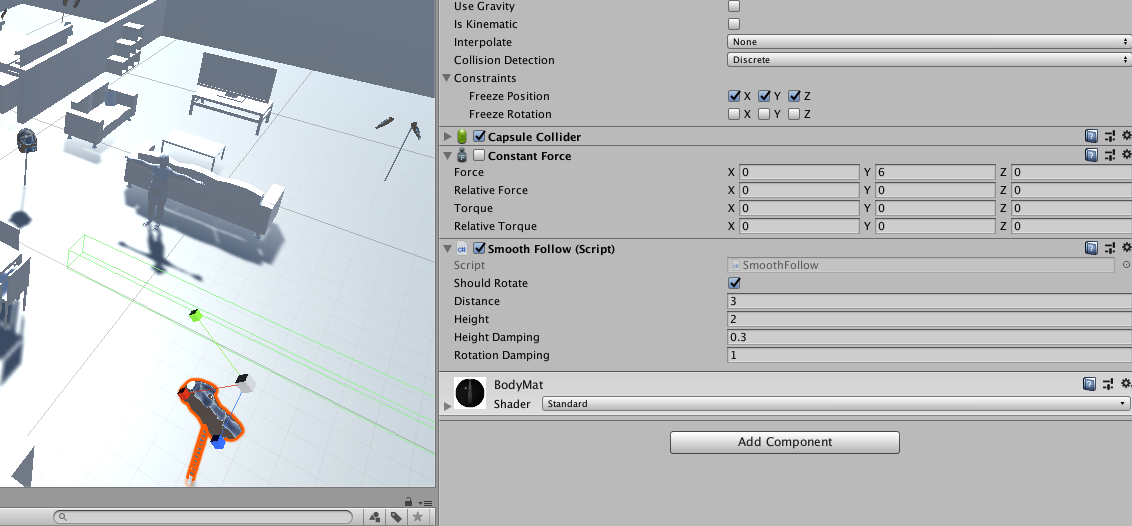 Use Gravity
Is Kinematic
Interpolate None
Collision Detection Discrete
Constraints
Freeze Position X Y Z
Freeze Rotation X Y Z
Capsule Collider
Constant Force
Force X 0 Y 6 Z 0
Relative Force X 0 Y 0 Z 0
Torque X 0 Y 0 Z 0
Relative Torque X 0 Y 0 Z 0
Smooth Follow (Script)
Script SmoothFollow
Should Rotate
Distance 3
Height 2
Height Damping 0.3
Rotation Damping 1
BodyMat
Shader Standard
Add Component